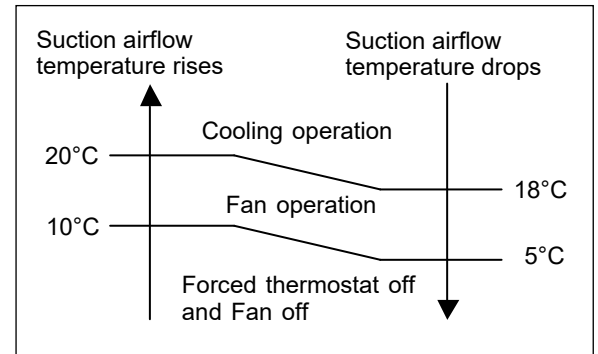 Suction airflow
temperature rises
Suction airflow
temperature drops
Cooling operation
20°C
18°C
Fan operation
10°C
5°C
Forced thermostat off
and Fan off